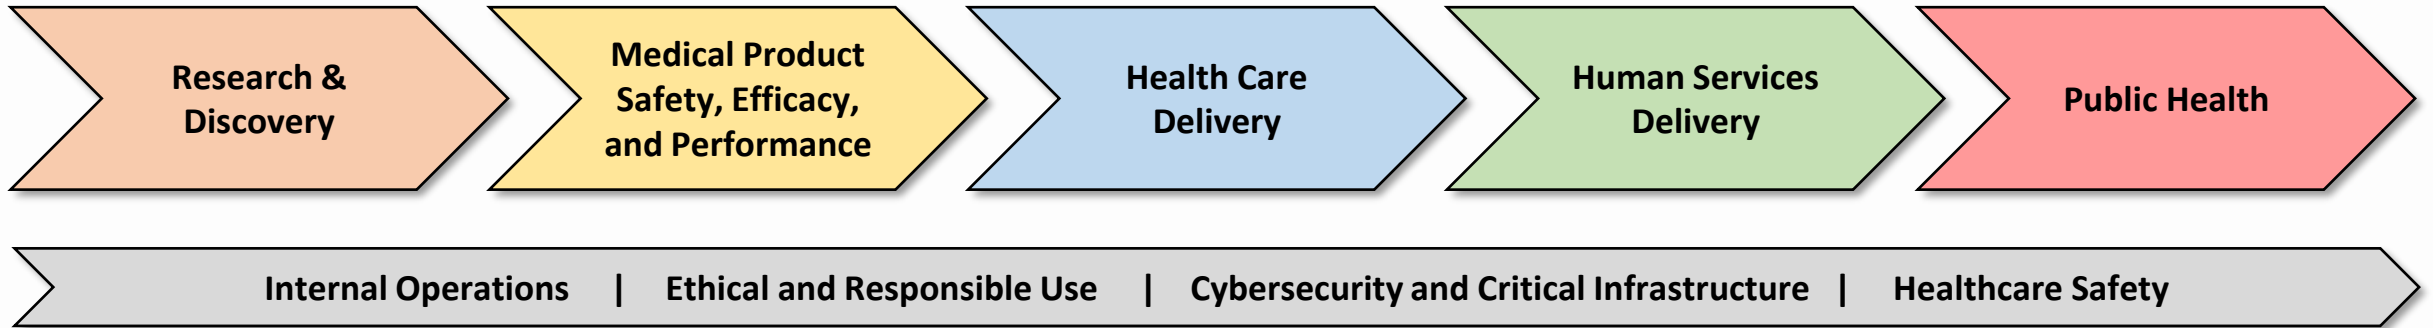 Research &
Discovery
Medical Product
Safety, Efficacy,
and Performance
Health Care
Delivery
Human Services
Delivery
Public Health
Internal Operations | Ethical and Responsible Use | Cybersecurity and Critical Infrastructure | Healthcare Safety